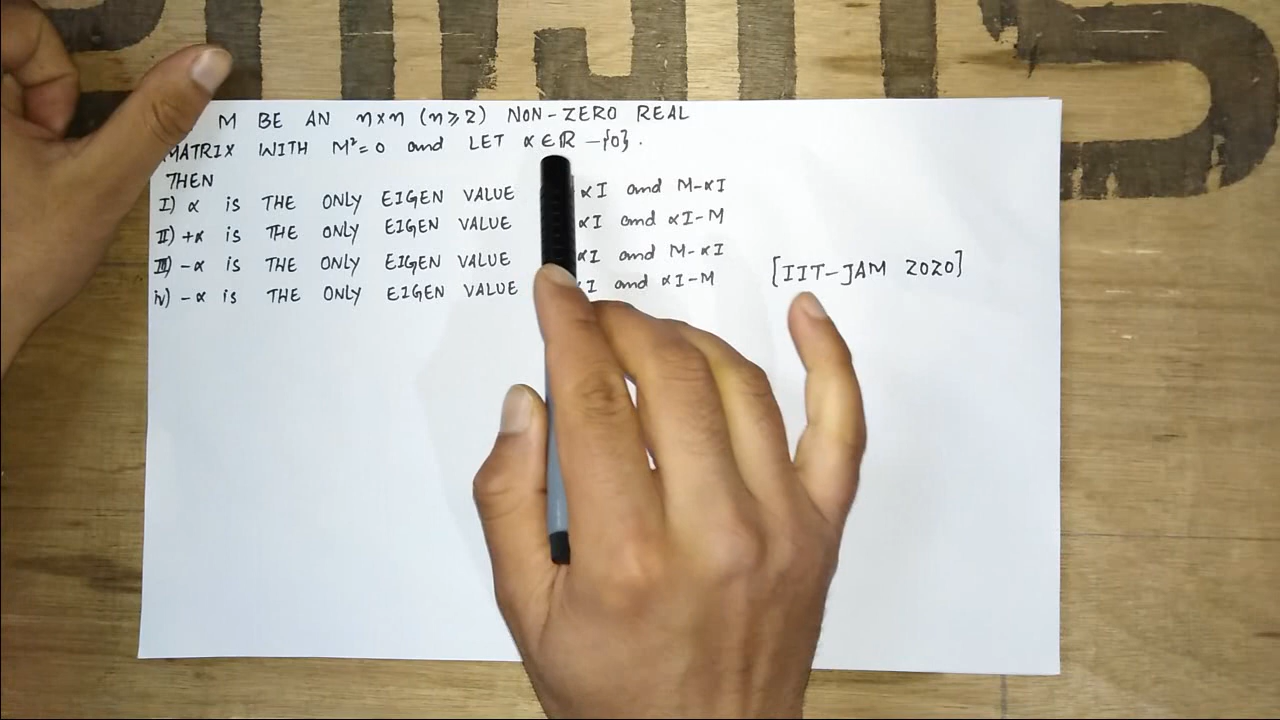 M BE AN n×n (n⩾2) NON-ZERO REAL
MATRIX WITH M²=0 and LET α∈ℝ-{0}.
THEN
I) α is THE ONLY EIGEN VALUE αI and M-αI
II) +α is THE ONLY EIGEN VALUE αI and αI-M
III) -α is THE ONLY EIGEN VALUE αI and M-αI
iv) -α is THE ONLY EIGEN VALUE I and αI-M
[IIT-JAM 2020]